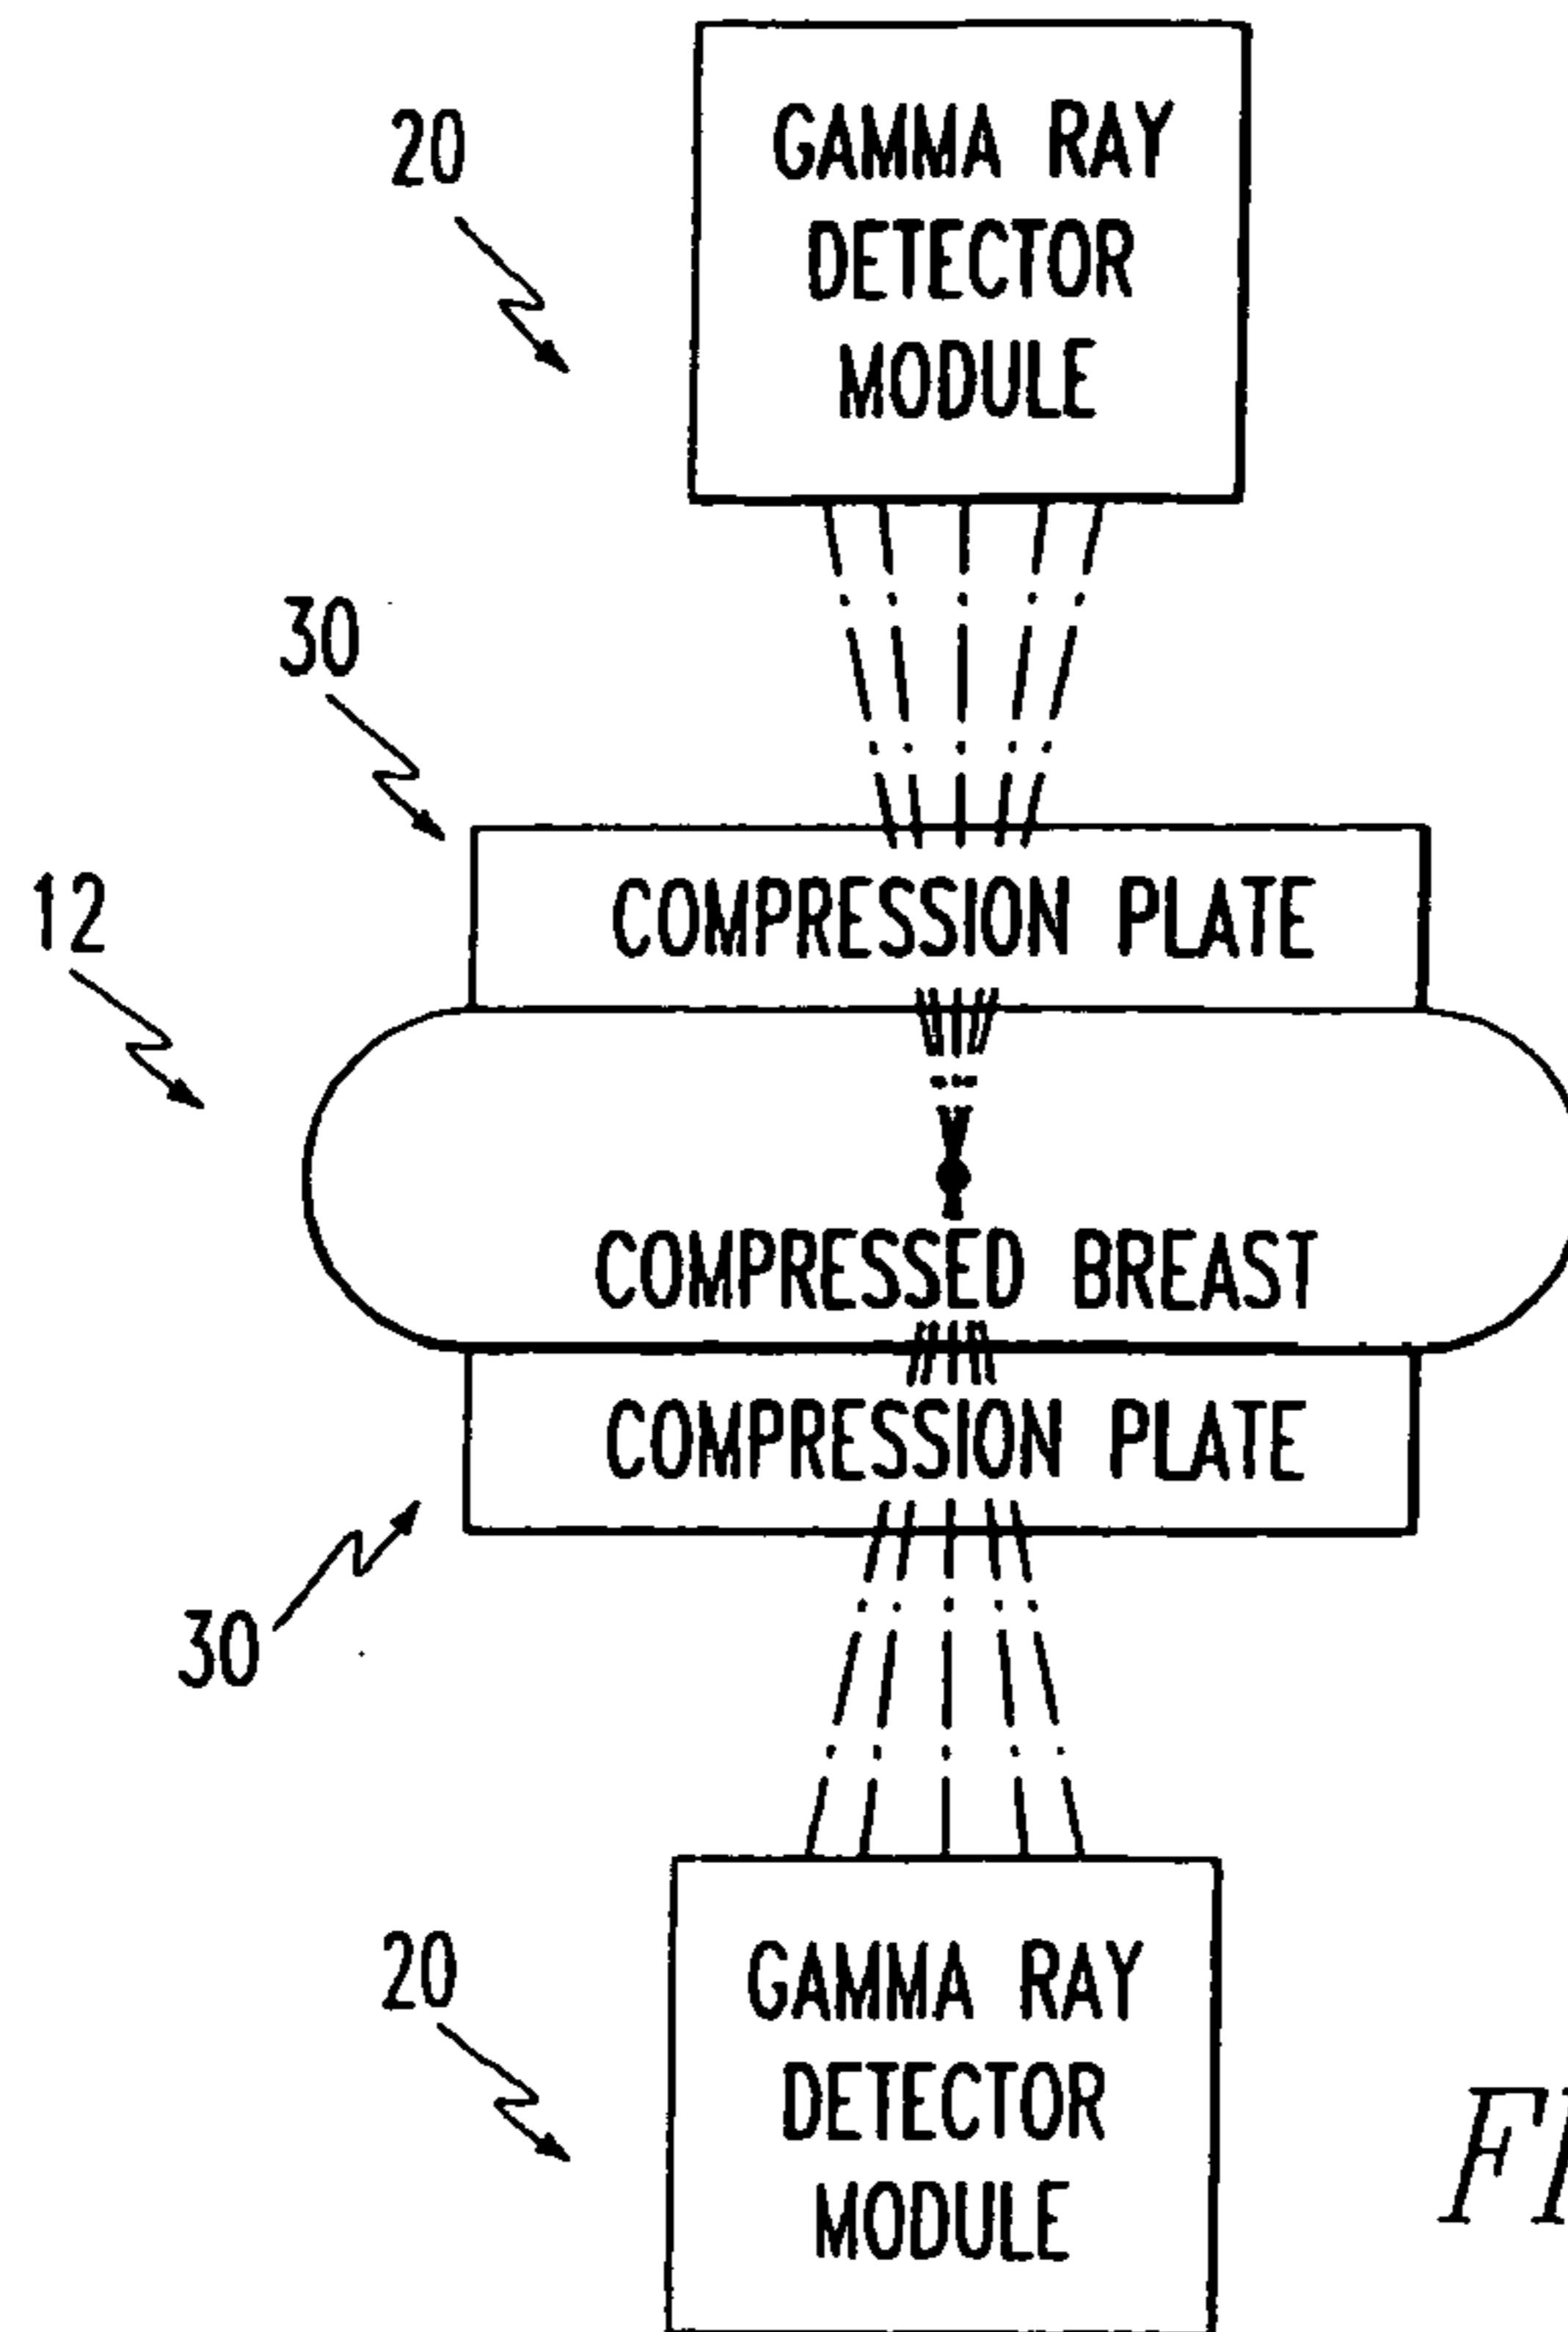 20
GAMMA RAY
DETECTOR
MODULE
30
COMPRESSION PLATE
12
COMPRESSED BREAST
COMPRESSION PLATE
30
20
GAMMA RAY
DETECTOR
MODULE